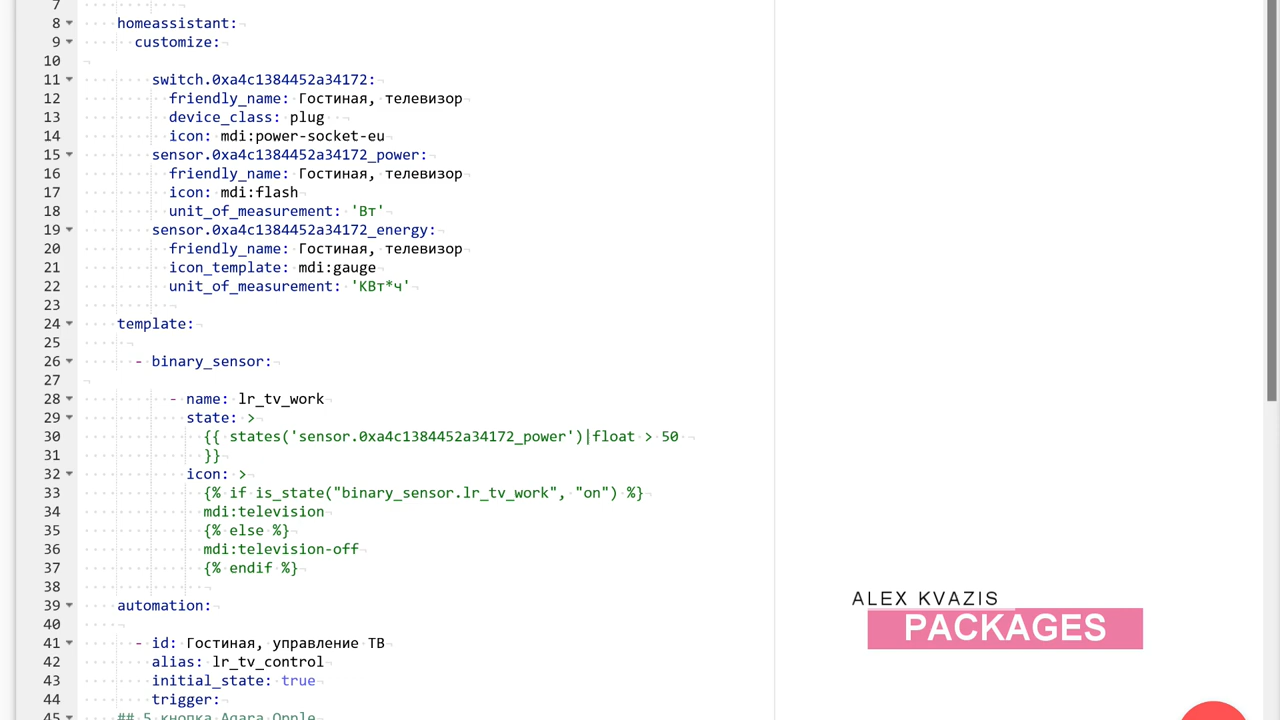 7
8 homeassistant:
9 customize:
10
11 switch.0xa4c1384452a34172:
12 friendly_name: Гостиная, телевизор
13 device_class: plug
14 icon: mdi:power-socket-eu
15 sensor.0xa4c1384452a34172_power:
16 friendly_name: Гостиная, телевизор
17 icon: mdi:flash
18 unit_of_measurement: 'Вт'
19 sensor.0xa4c1384452a34172_energy:
20 friendly_name: Гостиная, телевизор
21 icon_template: mdi:gauge
22 unit_of_measurement: 'КВт*ч'
23
24 template:
25
26 - binary_sensor:
27
28 - name: lr_tv_work
29 state: >
30 {{ states('sensor.0xa4c1384452a34172_power')|float > 50
31 }}
32 icon: >
33 {% if is_state("binary_sensor.lr_tv_work", "on") %}
34 mdi:television
35 {% else %}
36 mdi:television-off
37 {% endif %}
38
39 automation:
40
41 - id: Гостиная, управление ТВ
42 alias: lr_tv_control
43 initial_state: true
44 trigger:
45 ## 5 кнопка Aqara Opple
ALEX KVAZIS
PACKAGES